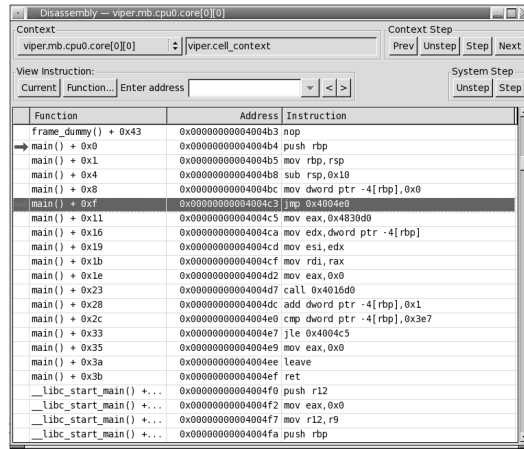 Disassembly — viper.mb.cpu0.core[0][0]
Context
Context Step
viper.mb.cpu0.core[0][0] viper.cell_context Prev Unstep Step Next
View Instruction:
System Step
Current Function... Enter address < > Unstep Step
Function Address Instruction
frame_dummy() + 0x43 0x00000000004004b3 nop
main() + 0x0 0x00000000004004b4 push rbp
main() + 0x1 0x00000000004004b5 mov rbp,rsp
main() + 0x4 0x00000000004004b8 sub rsp,0x10
main() + 0x8 0x00000000004004bc mov dword ptr -4[rbp],0x0
main() + 0xf 0x00000000004004c3 jmp 0x4004e0
main() + 0x11 0x00000000004004c5 mov eax,0x4830d0
main() + 0x16 0x00000000004004ca mov edx,dword ptr -4[rbp]
main() + 0x19 0x00000000004004cd mov esi,edx
main() + 0x1b 0x00000000004004cf mov rdi,rax
main() + 0x1e 0x00000000004004d2 mov eax,0x0
main() + 0x23 0x00000000004004d7 call 0x4016d0
main() + 0x28 0x00000000004004dc add dword ptr -4[rbp],0x1
main() + 0x2c 0x00000000004004e0 cmp dword ptr -4[rbp],0x3e7
main() + 0x33 0x00000000004004e7 jle 0x4004c5
main() + 0x35 0x00000000004004e9 mov eax,0x0
main() + 0x3a 0x00000000004004ee leave
main() + 0x3b 0x00000000004004ef ret
__libc_start_main() +... 0x00000000004004f0 push r12
__libc_start_main() +... 0x00000000004004f2 mov eax,0x0
__libc_start_main() +... 0x00000000004004f7 mov r12,r9
__libc_start_main() +... 0x00000000004004fa push rbp